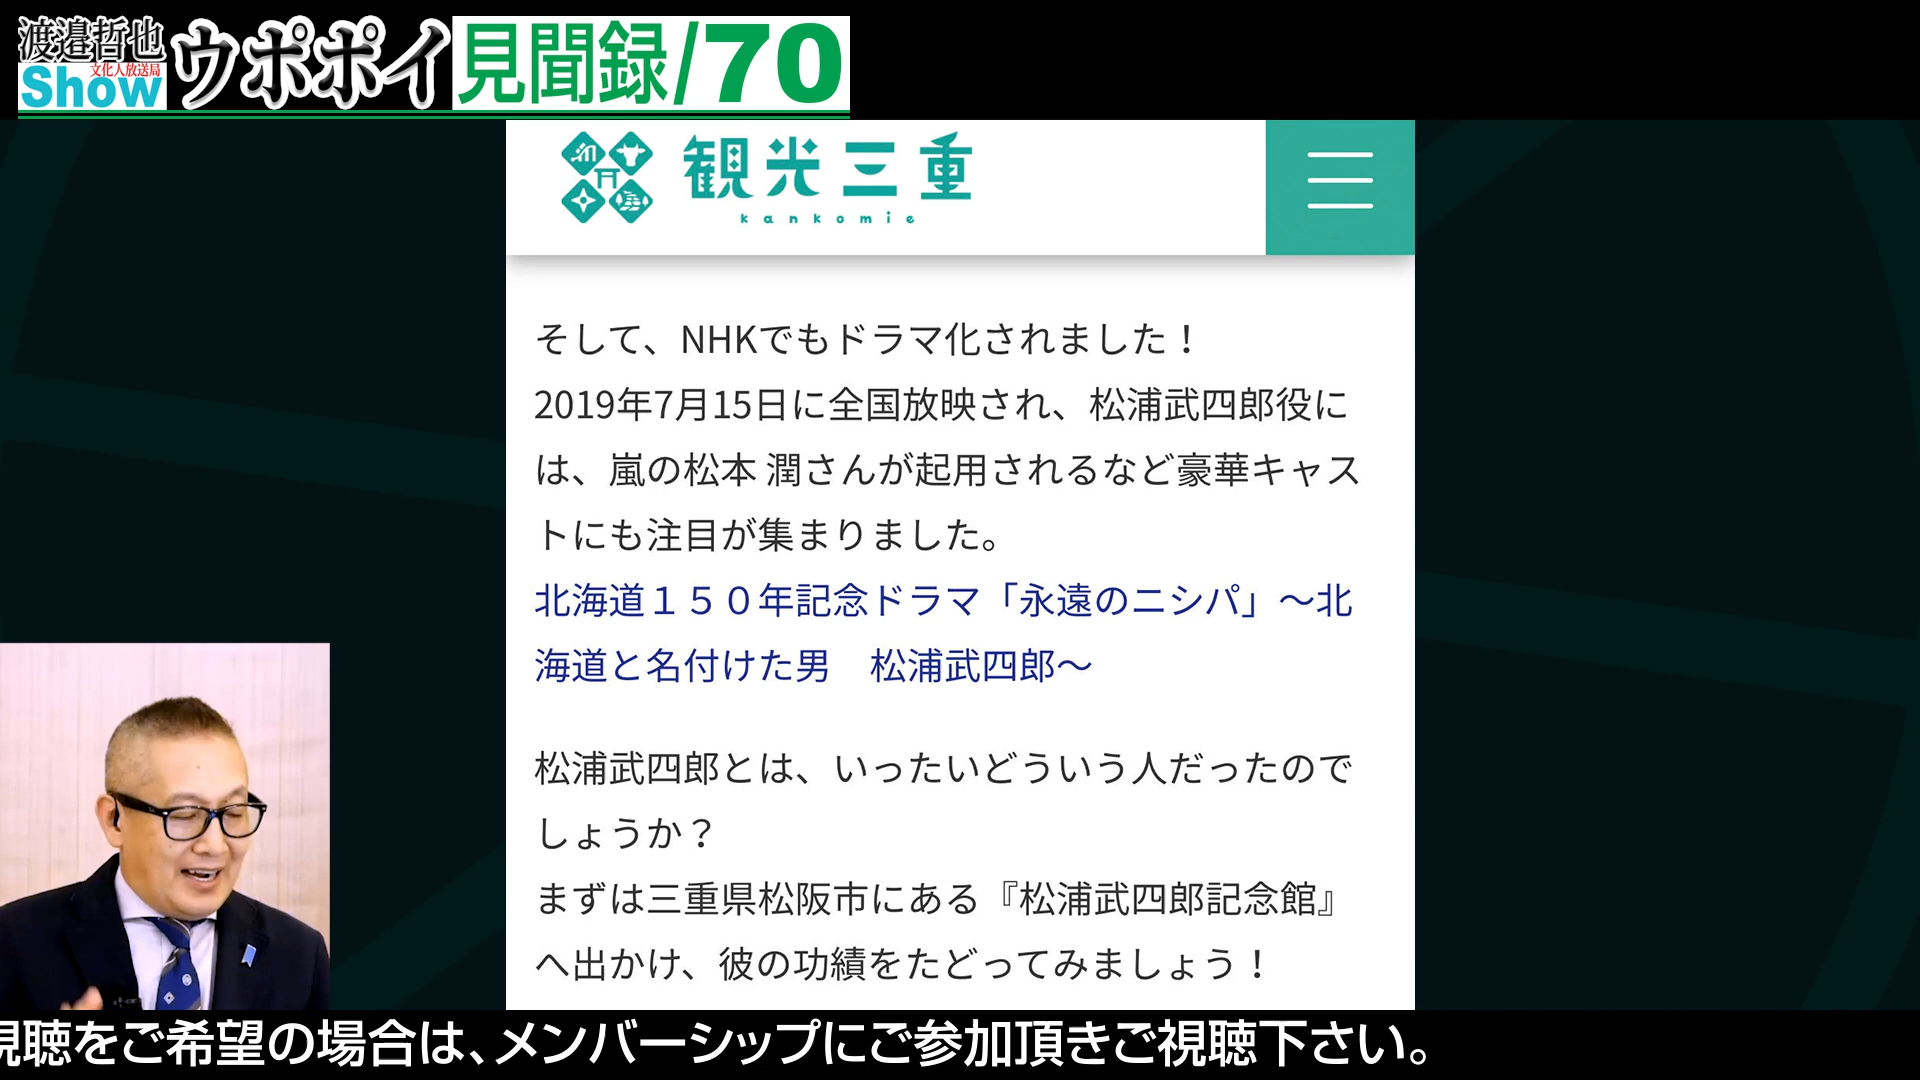 渡邉哲也
Show
文化人放送局
ウポポイ見聞録/70
観光三重
kankomie
そして、NHKでもドラマ化されました！
2019年7月15日に全国放映され、松浦武四郎役に
は、嵐の松本 潤さんが起用されるなど豪華キャス
トにも注目が集まりました。
北海道１５０年記念ドラマ「永遠のニシパ」～北
海道と名付けた男　松浦武四郎～
松浦武四郎とは、いったいどういう人だったので
しょうか？
まずは三重県松阪市にある『松浦武四郎記念館』
へ出かけ、彼の功績をたどってみましょう！
視聴をご希望の場合は、メンバーシップにご参加頂きご視聴下さい。